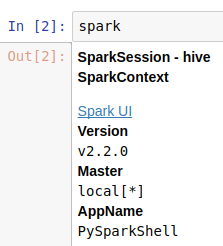 In [2]: spark
Out[2]: SparkSession - hive
SparkContext
Spark UI
Version
v2.2.0
Master
local[*]
AppName
PySparkShell